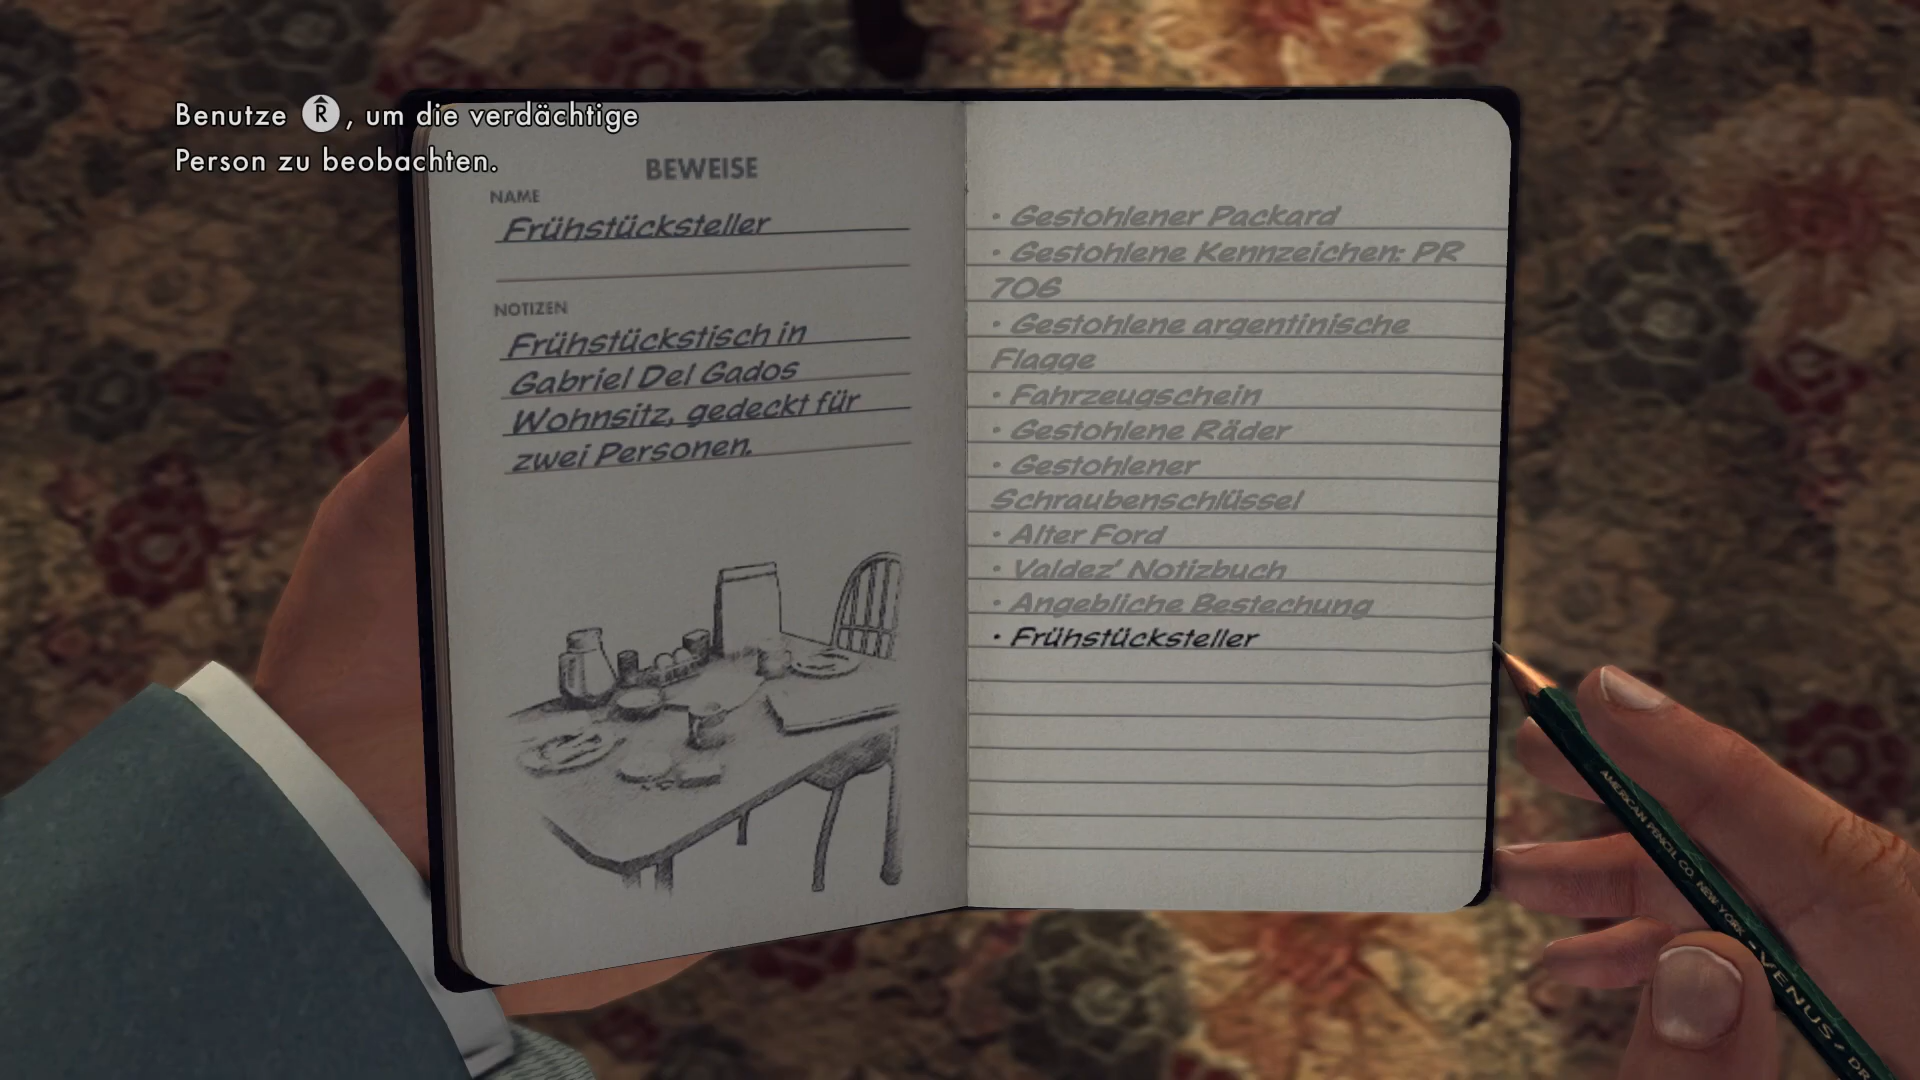 Benutze R, um die verdächtige
Person zu beobachten.
BEWEISE
NAME
Frühstücksteller
NOTIZEN
Frühstückstisch in
Gabriel Del Gados
Wohnsitz, gedeckt für
zwei Personen.
• Gestohlener Packard
• Gestohlene Kennzeichen: PR
706
• Gestohlene argentinische
Flagge
• Fahrzeugschein
• Gestohlene Räder
• Gestohlener
Schraubenschlüssel
• Alter Ford
• Valdez' Notizbuch
• Angebliche Bestechung
• Frühstücksteller
AMERICAN PENCIL CO. NEW YORK - VENUS / DR